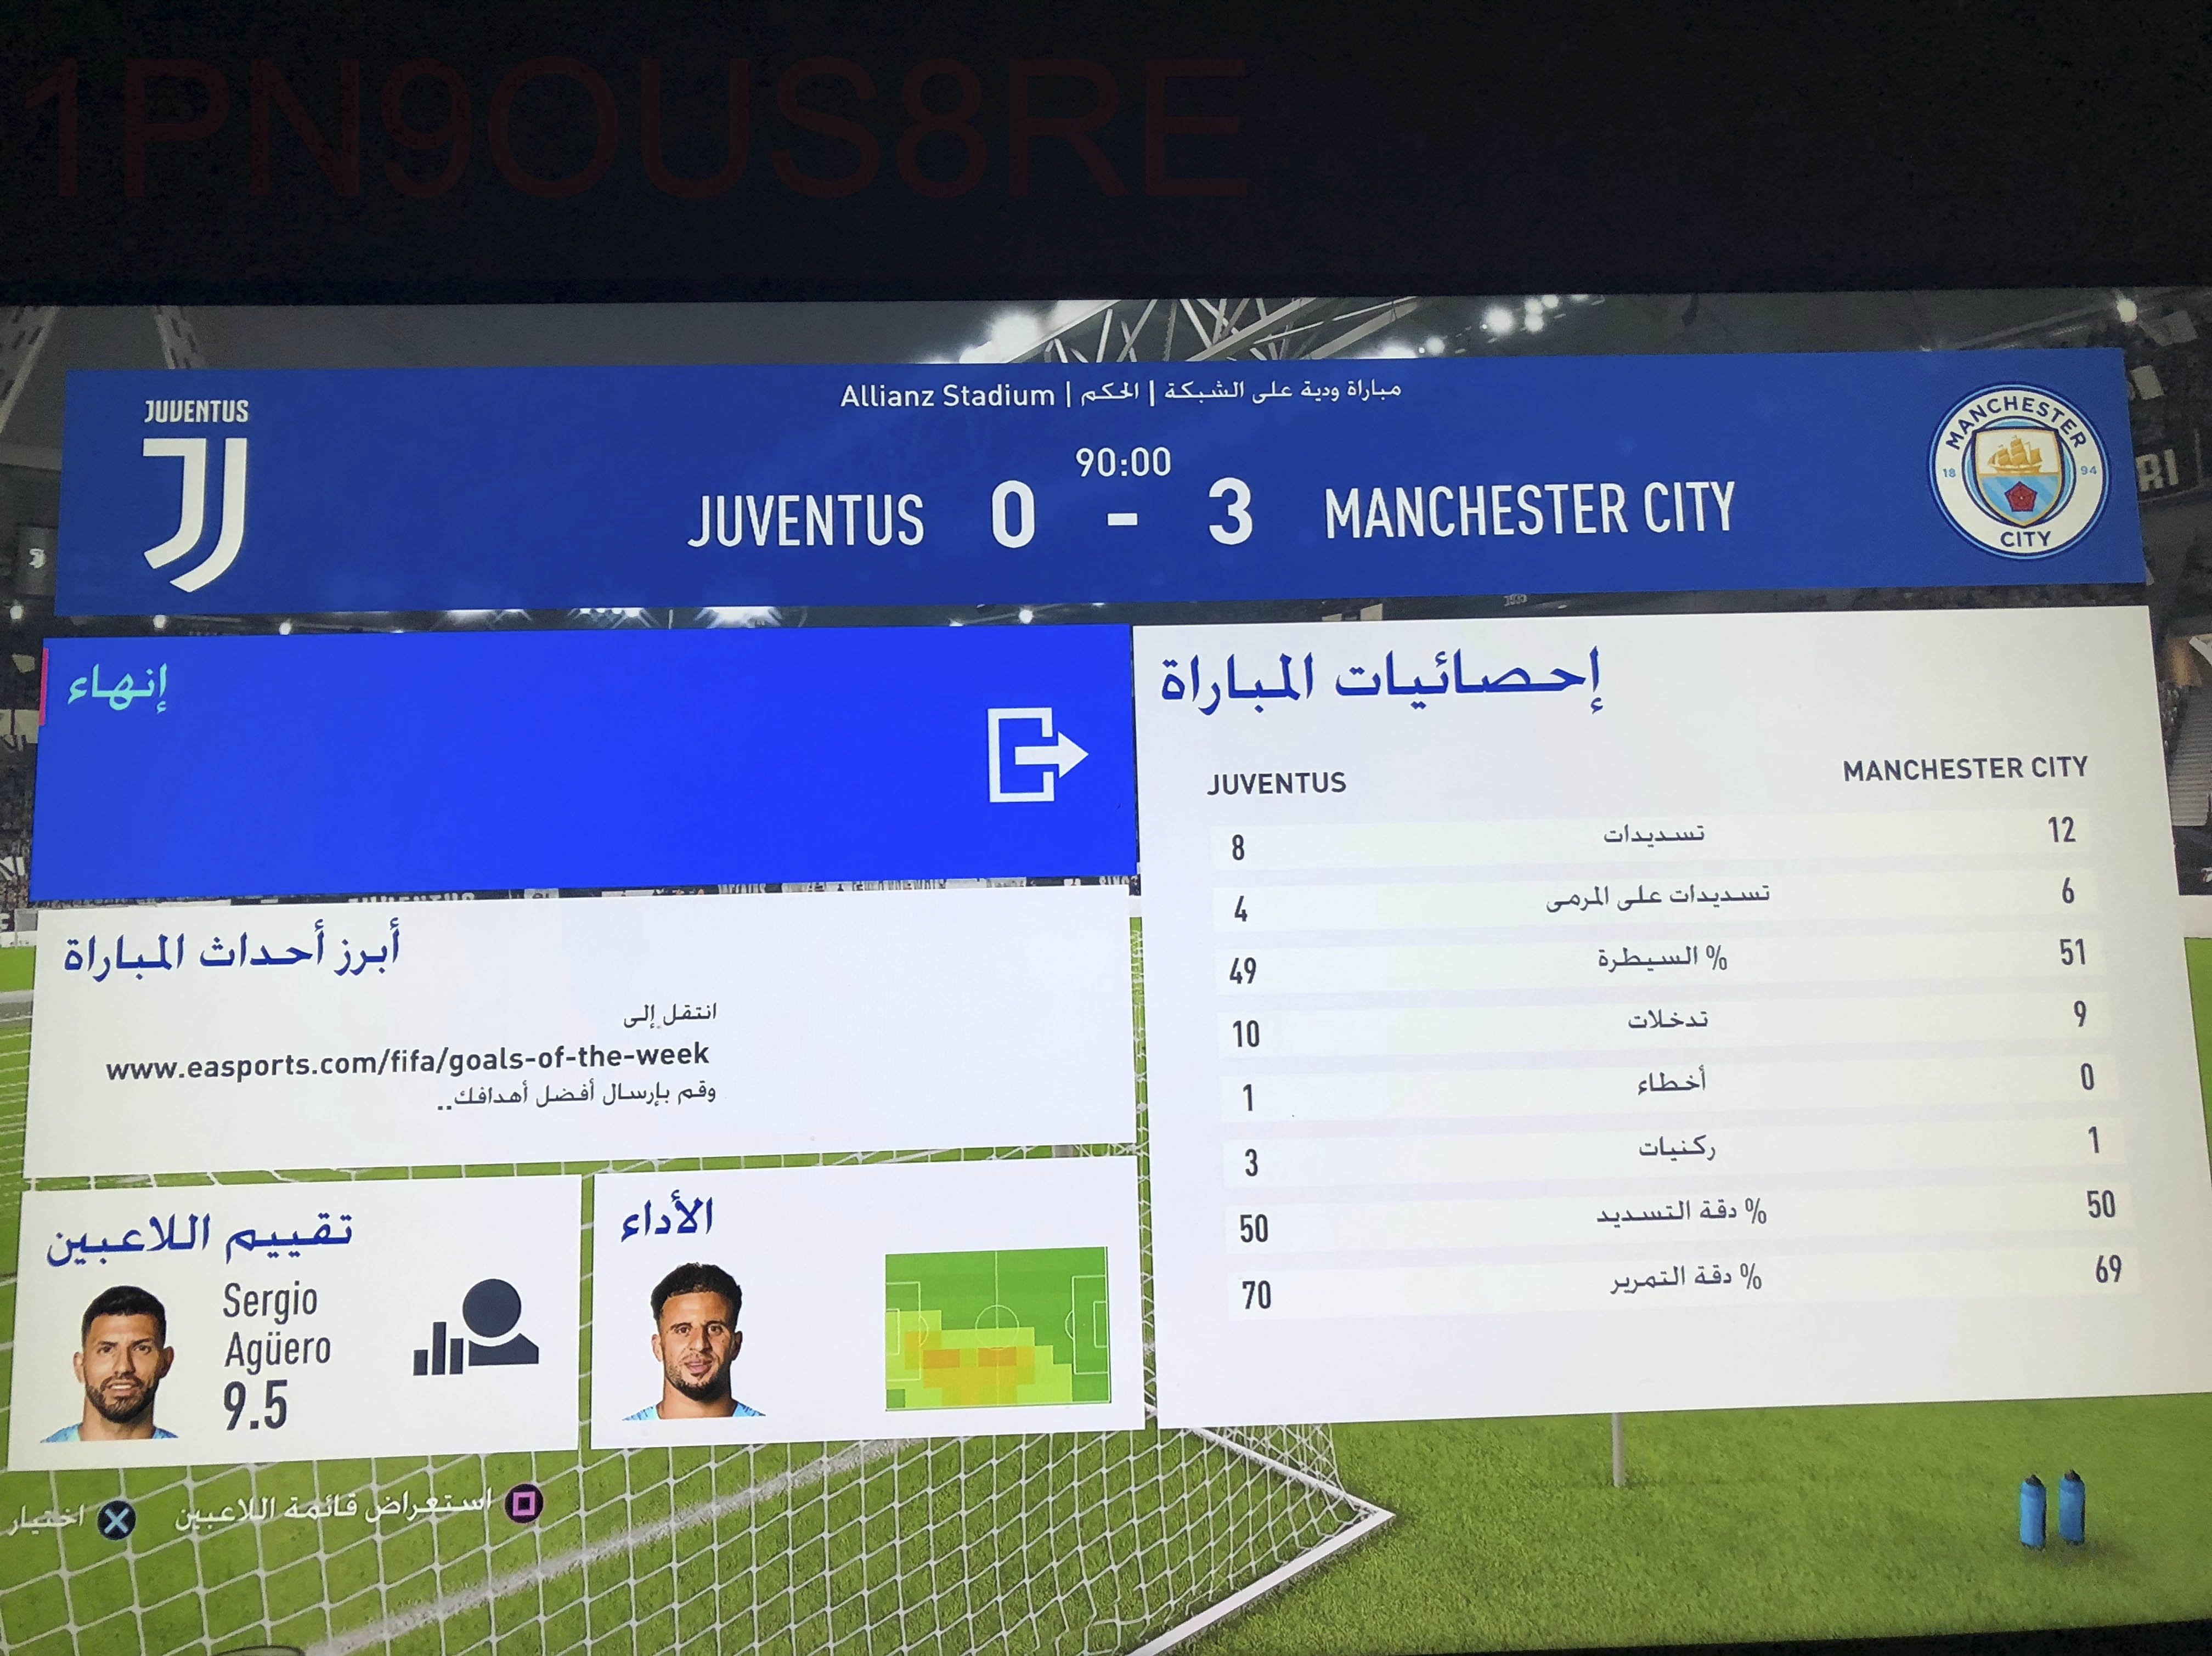 1PN9OUS8RE
مباراة ودية على الشبكة | الحكم | Allianz Stadium
JUVENTUS
90:00
JUVENTUS 0 - 3 MANCHESTER CITY
MANCHESTER
18 94
CITY
إنهاء
إحصائيات المباراة
JUVENTUS MANCHESTER CITY
8 تسديدات 12
4 تسديدات على المرمى 6
49 % السيطرة 51
10 تدخلات 9
1 أخطاء 0
3 ركنيات 1
50 % دقة التسديد 50
70 % دقة التمرير 69
أبرز أحداث المباراة
انتقل إلى
www.easports.com/fifa/goals-of-the-week
وقم بإرسال أفضل أهدافك..
تقييم اللاعبين
Sergio
Agüero
9.5
الأداء
استعراض قائمة اللاعبين
اختيار